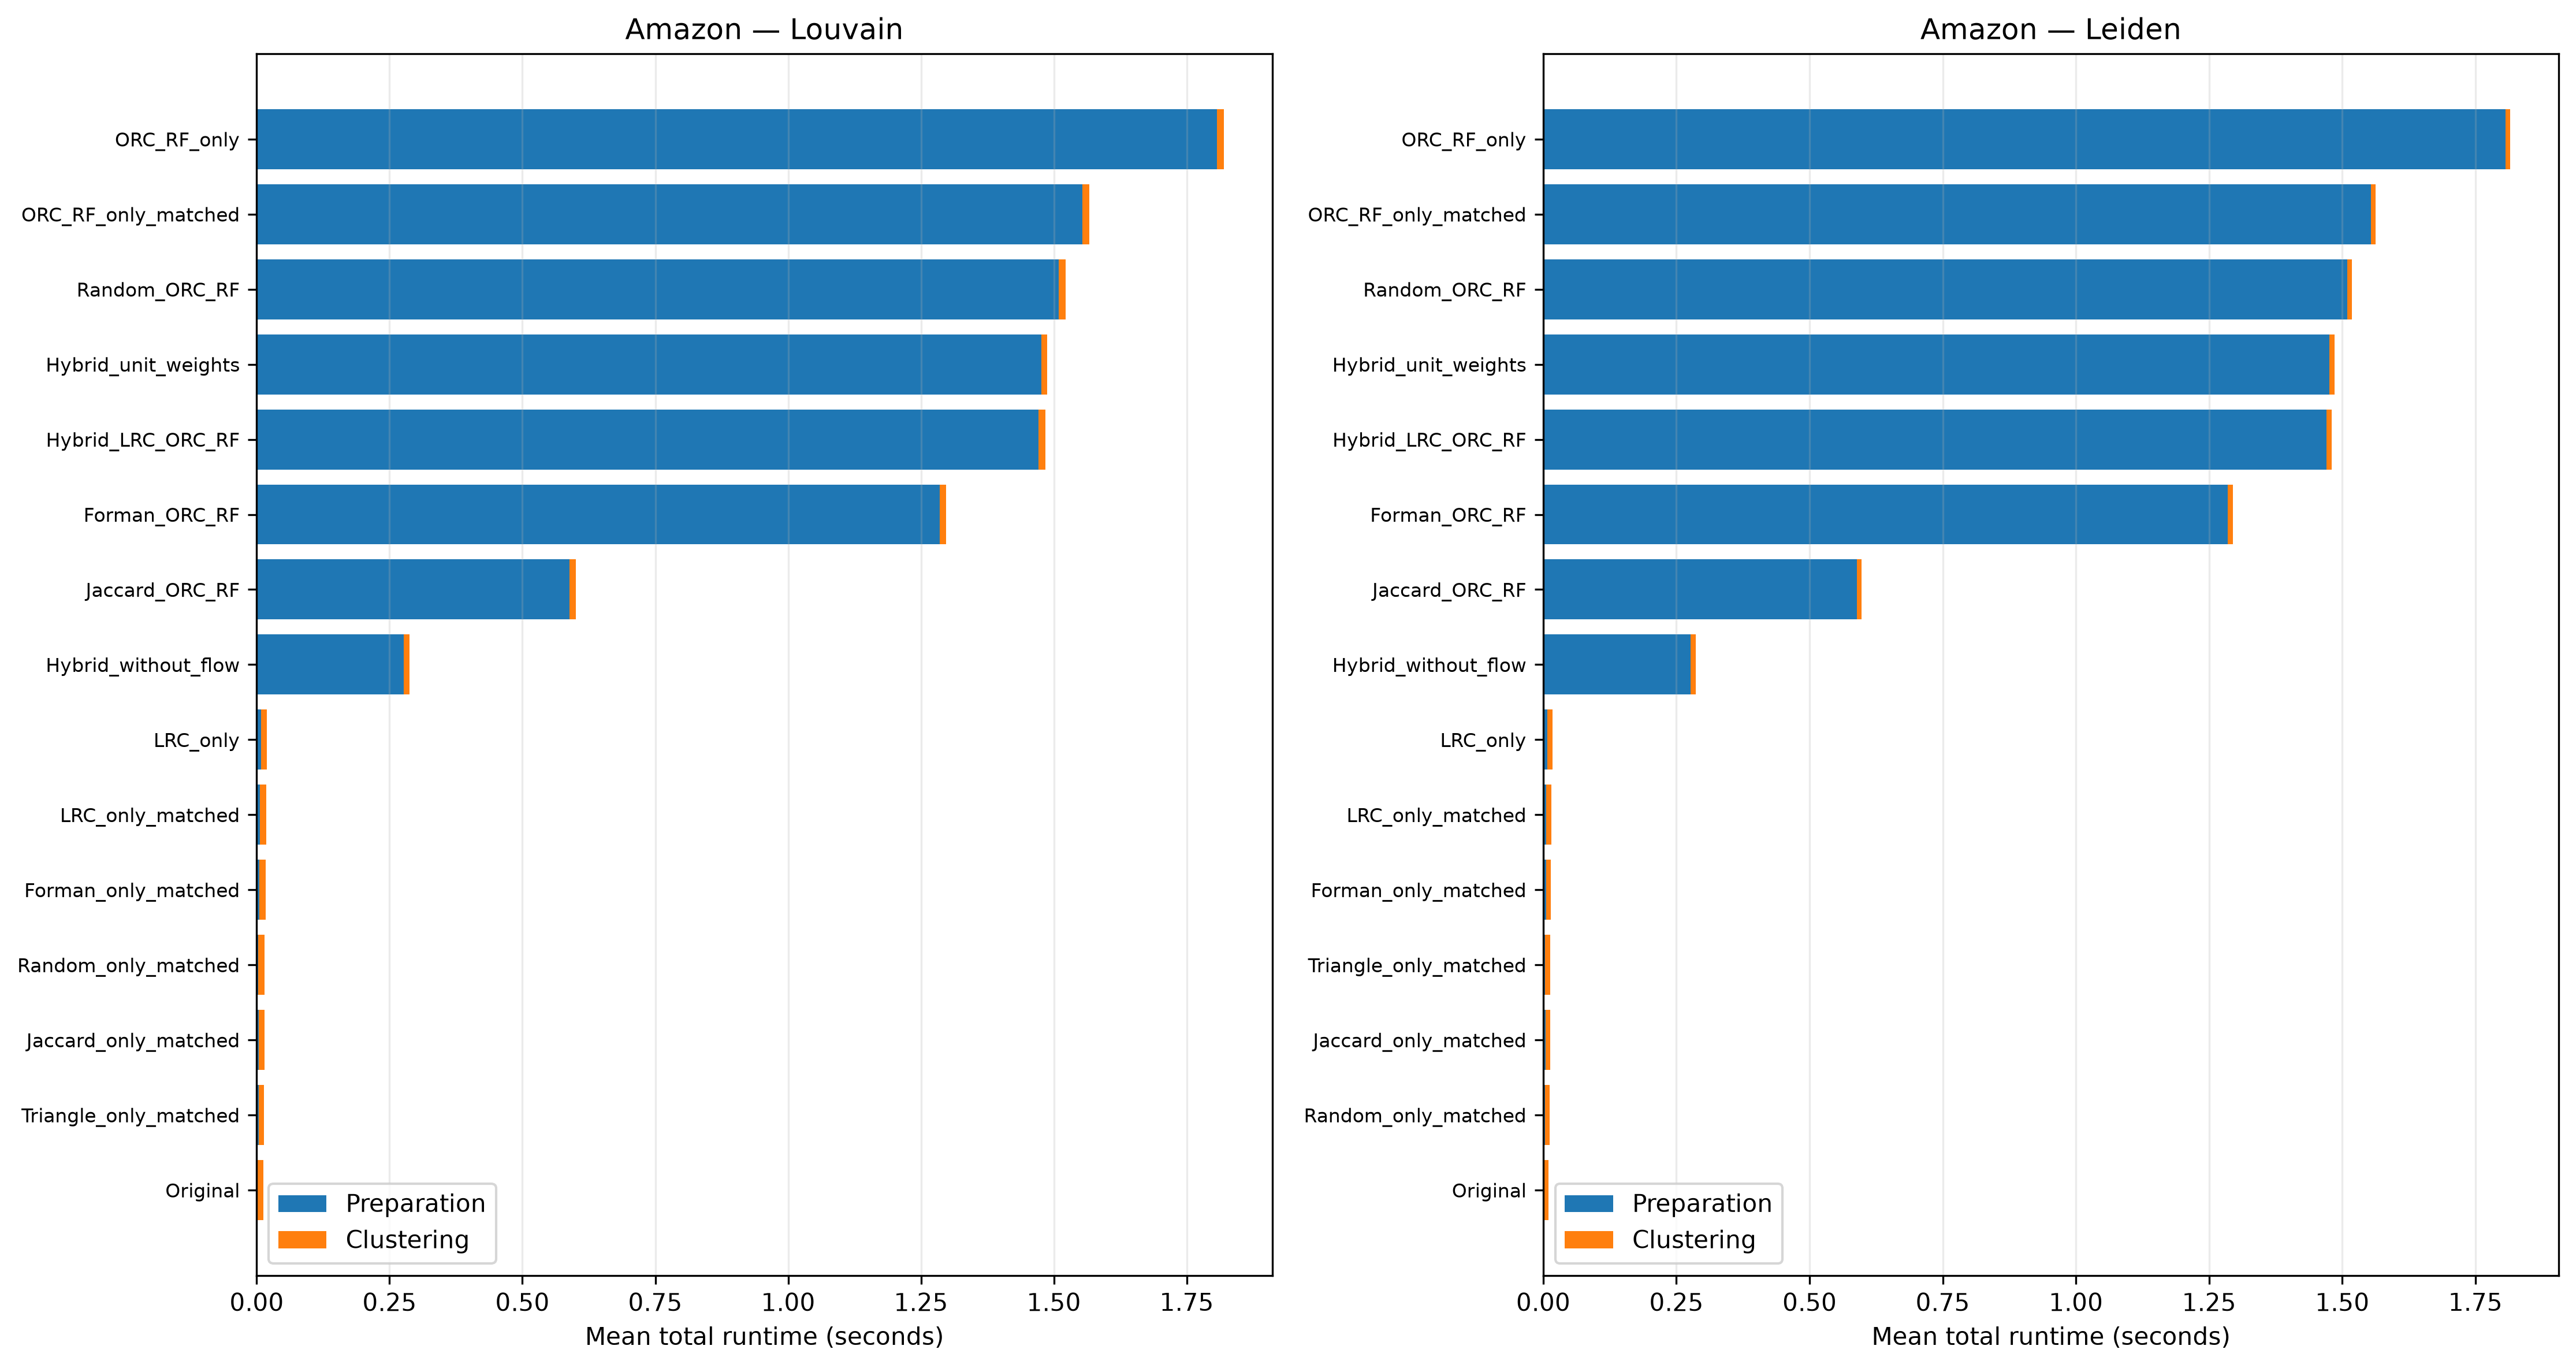 Amazon — Louvain
ORC_RF_only
ORC_RF_only_matched
Random_ORC_RF
Hybrid_unit_weights
Hybrid_LRC_ORC_RF
Forman_ORC_RF
Jaccard_ORC_RF
Hybrid_without_flow
LRC_only
LRC_only_matched
Forman_only_matched
Random_only_matched
Jaccard_only_matched
Triangle_only_matched
Original
Preparation
Clustering
0.00 0.25 0.50 0.75 1.00 1.25 1.50 1.75
Mean total runtime (seconds)
Amazon — Leiden
ORC_RF_only
ORC_RF_only_matched
Random_ORC_RF
Hybrid_unit_weights
Hybrid_LRC_ORC_RF
Forman_ORC_RF
Jaccard_ORC_RF
Hybrid_without_flow
LRC_only
LRC_only_matched
Forman_only_matched
Triangle_only_matched
Jaccard_only_matched
Random_only_matched
Original
Preparation
Clustering
0.00 0.25 0.50 0.75 1.00 1.25 1.50 1.75
Mean total runtime (seconds)